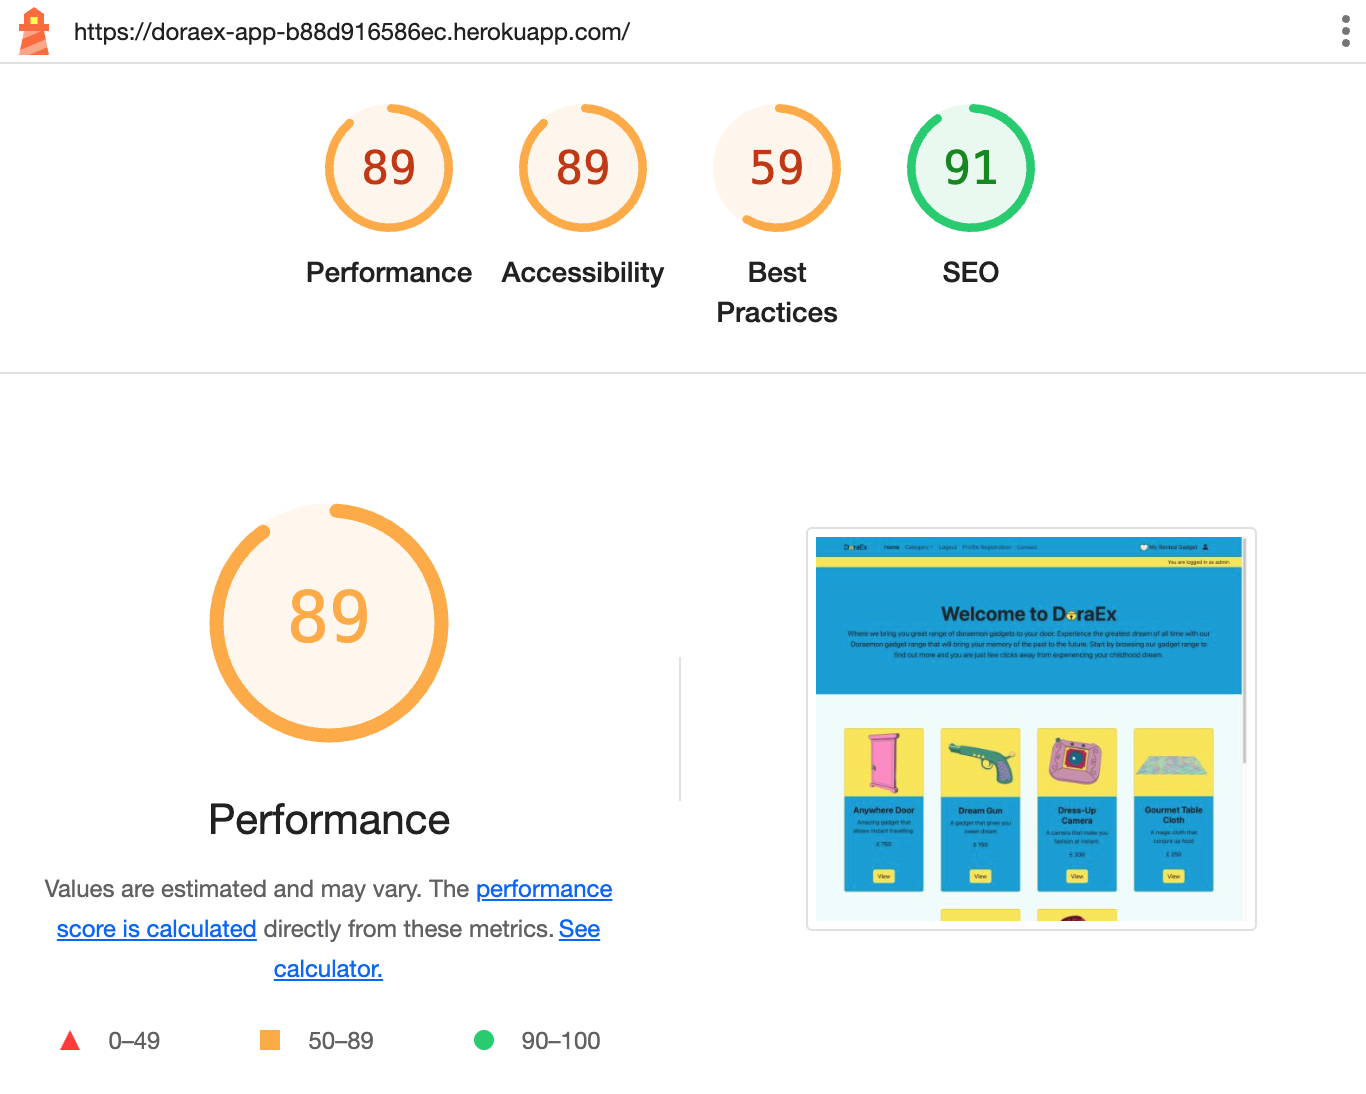 https://doraex-app-b88d916586ec.herokuapp.com/
89
89
59
91
Performance
Accessibility
Best
Practices
SEO
89
Performance
Values are estimated and may vary. The performance
score is calculated directly from these metrics. See
calculator.
0–49
50–89
90–100
DoraEx
Home Category Logout Profile Registration Contact
My Rented Gadget
You are logged in as admin
Welcome to DoraEx
Where we bring you great range of doraemon gadgets to your door. Experience the greatest dream of all time with our
Doraemon gadget range that will bring your memory of the past to the future. Start by browsing our gadget range to
find out more and you are just few clicks away from experiencing your childhood dream.
Anywhere Door
Amazing gadget that
allows instant travelling
£ 750
View
Dream Gun
A gadget that gives you
sweet dream
£ 150
View
Dress-Up
Camera
A camera that make you
fashion at instant.
£ 200
View
Gourmet Table
Cloth
A magic cloth that
conjure up food
£ 250
View